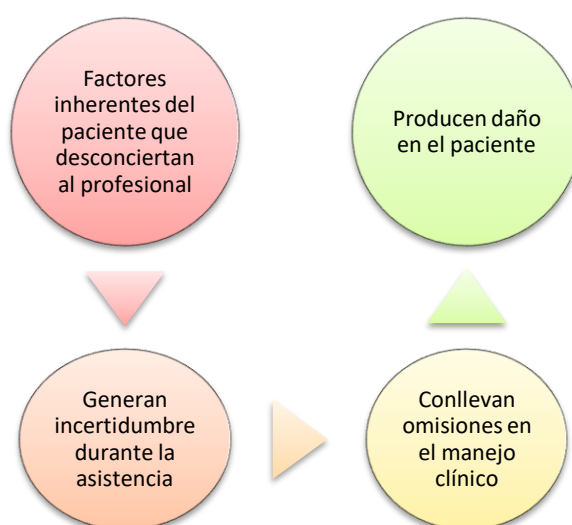 Factores
inherentes del
paciente que
desconciertan
al profesional
Generan
incertidumbre
durante la
asistencia
Conllevan
omisiones en
el manejo
clínico
Producen daño
en el paciente